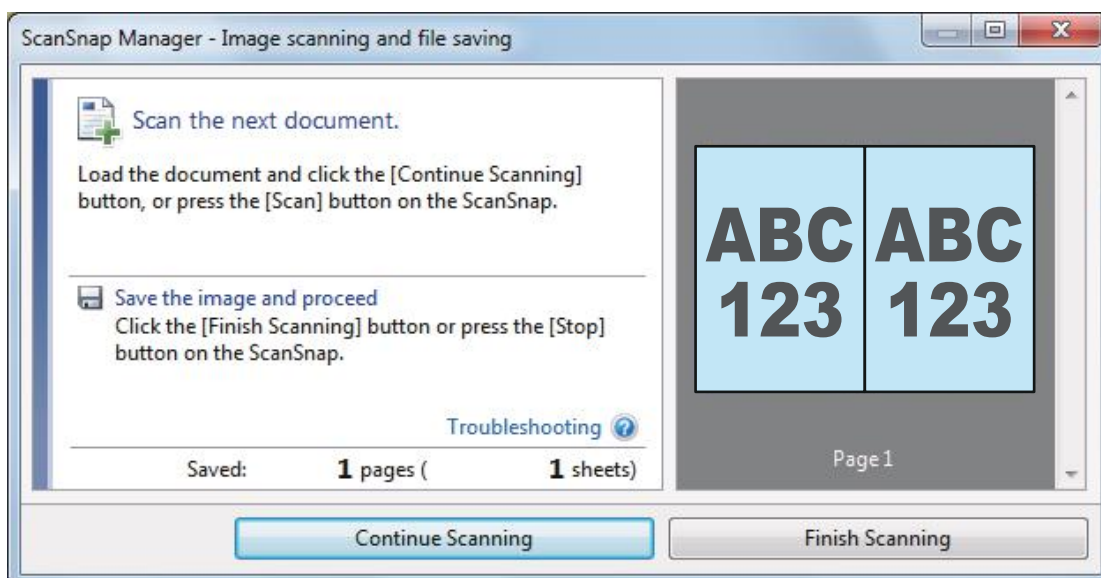 ScanSnap Manager - Image scanning and file saving
Scan the next document.
Load the document and click the [Continue Scanning]
button, or press the [Scan] button on the ScanSnap.
Save the image and proceed
Click the [Finish Scanning] button or press the [Stop]
button on the ScanSnap.
Troubleshooting
Saved: 1 pages ( 1 sheets)
ABC ABC
123 123
Page 1
Continue Scanning
Finish Scanning